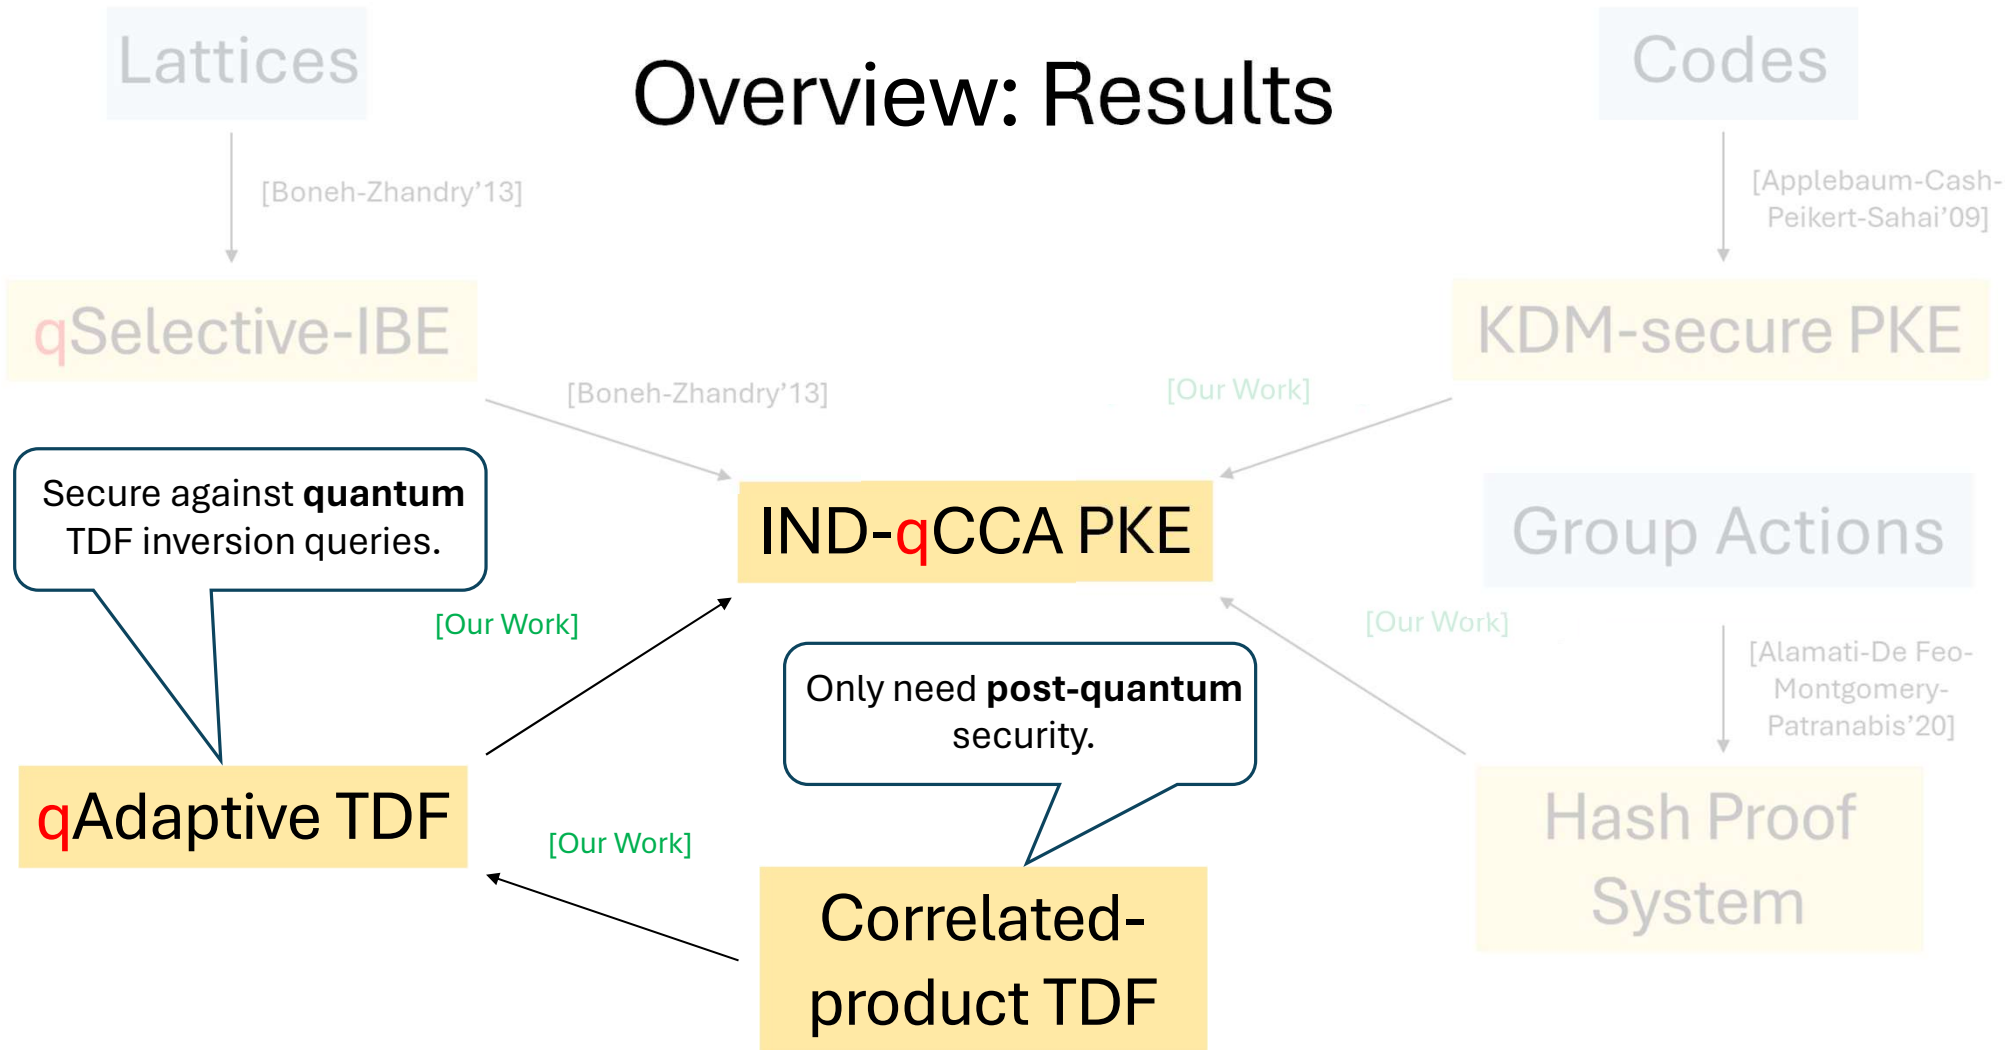 Lattices
Overview: Results
Codes
[Boneh-Zhandry’13]
[Applebaum-Cash-
Peikert-Sahai’09]
qSelective-IBE
KDM-secure PKE
[Boneh-Zhandry’13]
[Our Work]
Secure against quantum
TDF inversion queries.
IND-qCCA PKE
Group Actions
[Our Work]
[Our Work]
Only need post-quantum
security.
[Alamati-De Feo-
Montgomery-
Patranabis’20]
qAdaptive TDF
[Our Work]
Hash Proof
System
Correlated-
product TDF